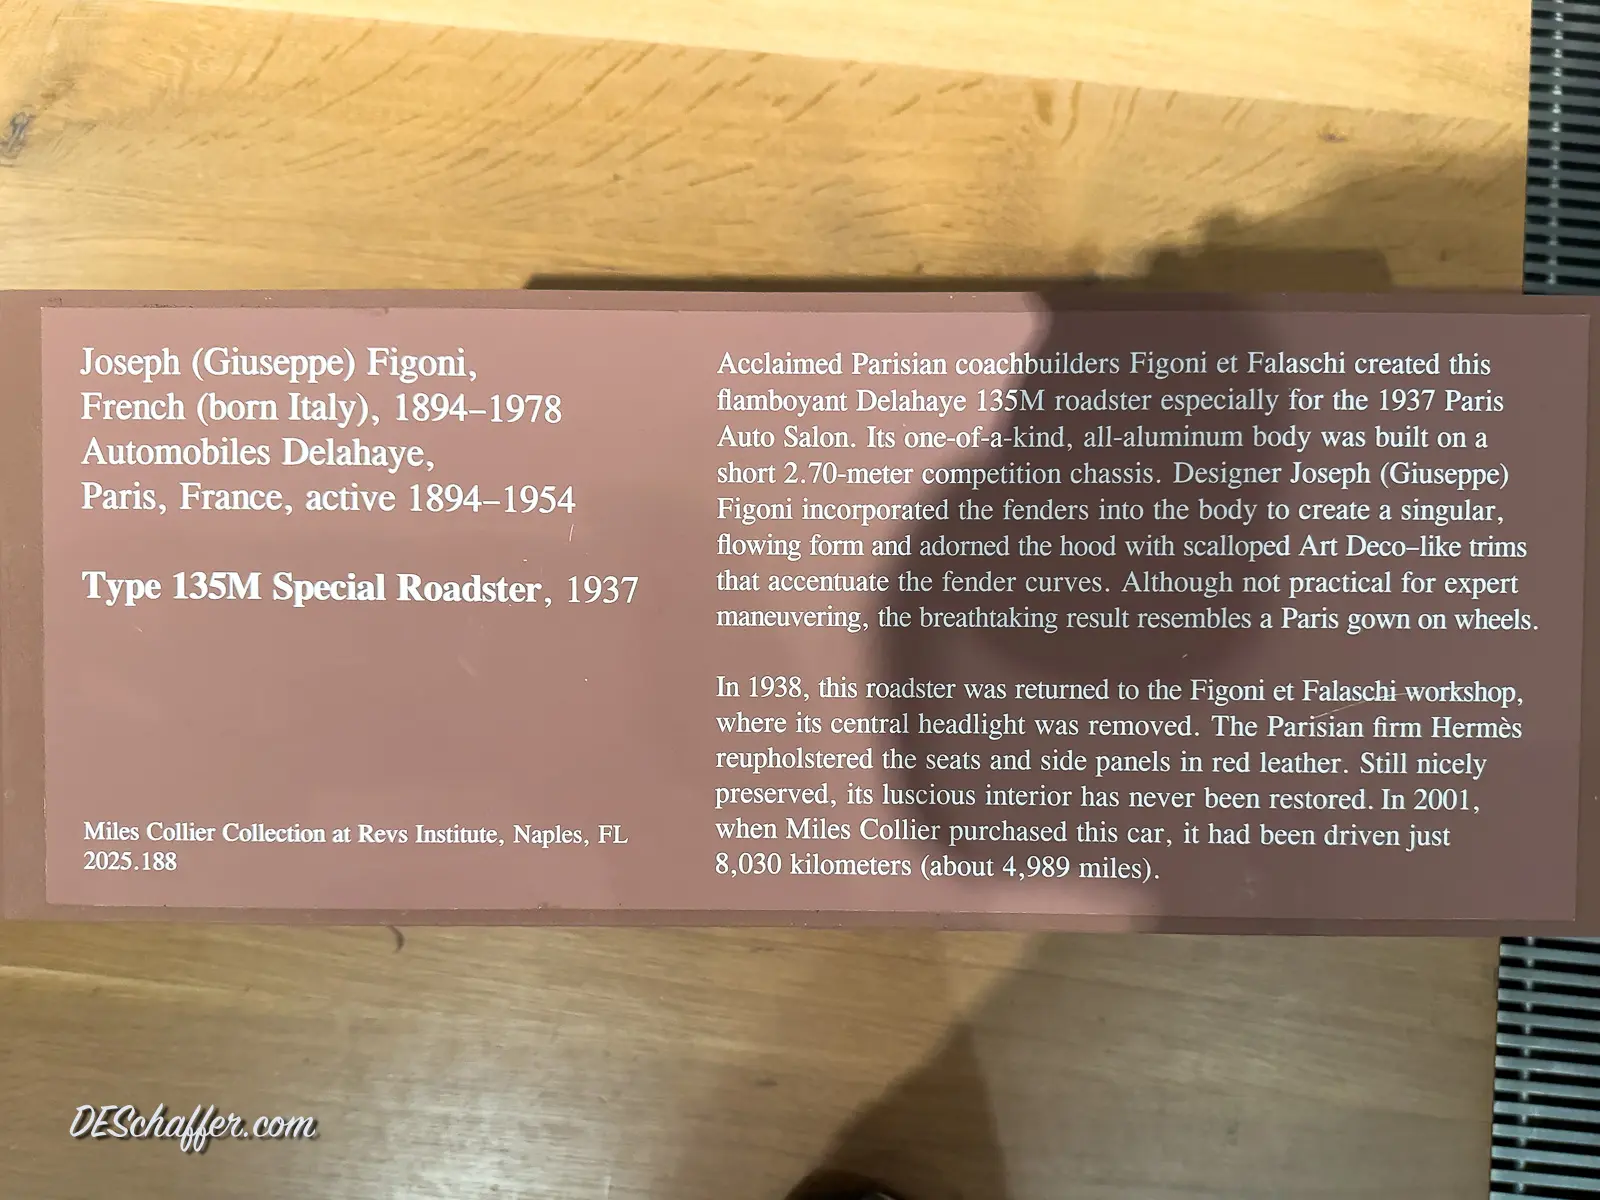 Joseph (Giuseppe) Figoni,
French (born Italy), 1894–1978
Automobiles Delahaye,
Paris, France, active 1894–1954
Type 135M Special Roadster, 1937
Miles Collier Collection at Revs Institute, Naples, FL
2025.188
Acclaimed Parisian coachbuilders Figoni et Falaschi created this
flamboyant Delahaye 135M roadster especially for the 1937 Paris
Auto Salon. Its one-of-a-kind, all-aluminum body was built on a
short 2.70-meter competition chassis. Designer Joseph (Giuseppe)
Figoni incorporated the fenders into the body to create a singular,
flowing form and adorned the hood with scalloped Art Deco–like trims
that accentuate the fender curves. Although not practical for expert
maneuvering, the breathtaking result resembles a Paris gown on wheels.
In 1938, this roadster was returned to the Figoni et Falaschi workshop,
where its central headlight was removed. The Parisian firm Hermès
reupholstered the seats and side panels in red leather. Still nicely
preserved, its luscious interior has never been restored. In 2001,
when Miles Collier purchased this car, it had been driven just
8,030 kilometers (about 4,989 miles).
DESchaffer.com